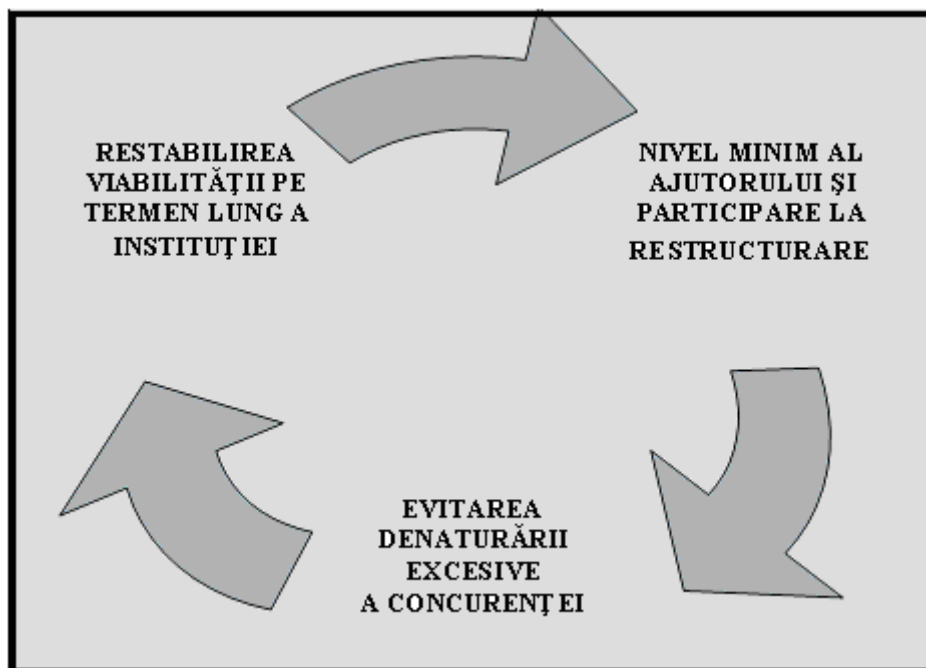 RESTABILIREA
VIABILITĂŢII PE
TERMEN LUNG A
INSTITUŢIEI
NIVEL MINIM AL
AJUTORULUI ŞI
PARTICIPARE LA
RESTRUCTURARE
EVITAREA
DENATURĂRII
EXCESIVE
A CONCURENŢEI